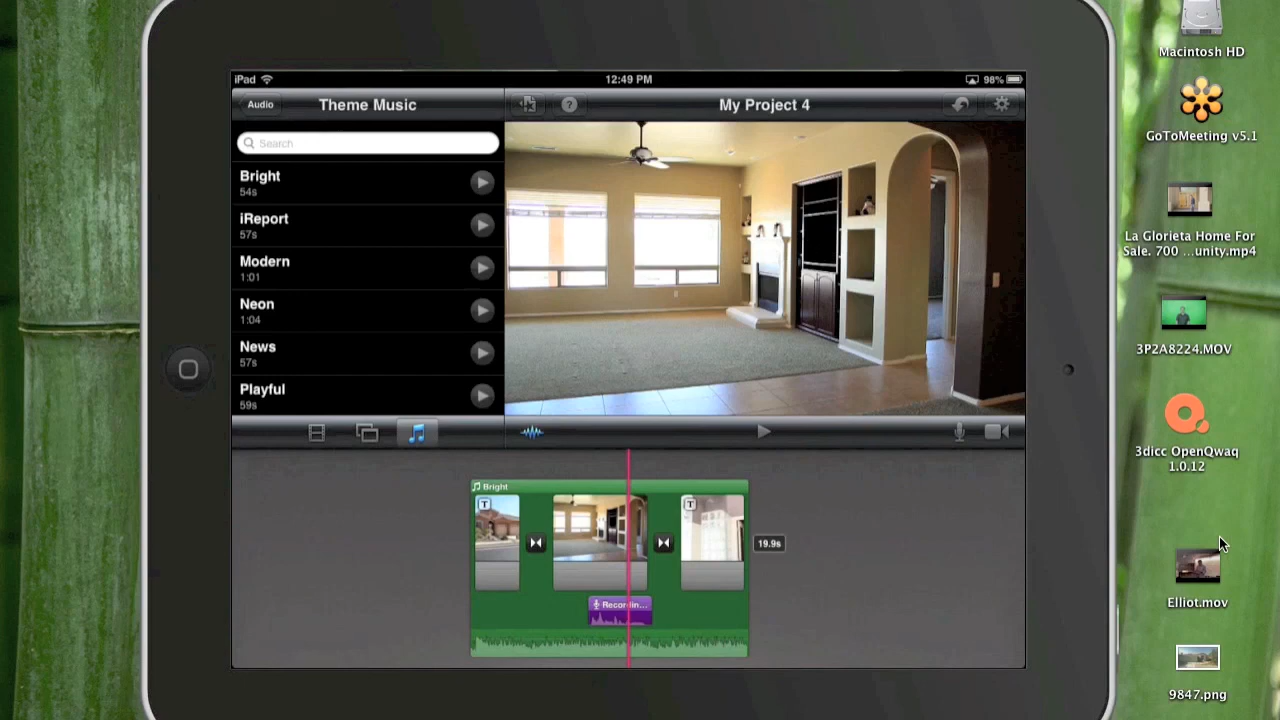 iPad
12:49 PM
98%
Audio
Theme Music
?
My Project 4
Search
Bright
54s
iReport
57s
Modern
1:01
Neon
1:04
News
57s
Playful
59s
Bright
T
T
19.9s
Recordin...
Macintosh HD
GoToMeeting v5.1
La Glorieta Home For
Sale. 700 ...unity.mp4
3P2A8224.MOV
3dicc OpenQwaq
1.0.12
Elliot.mov
9847.png